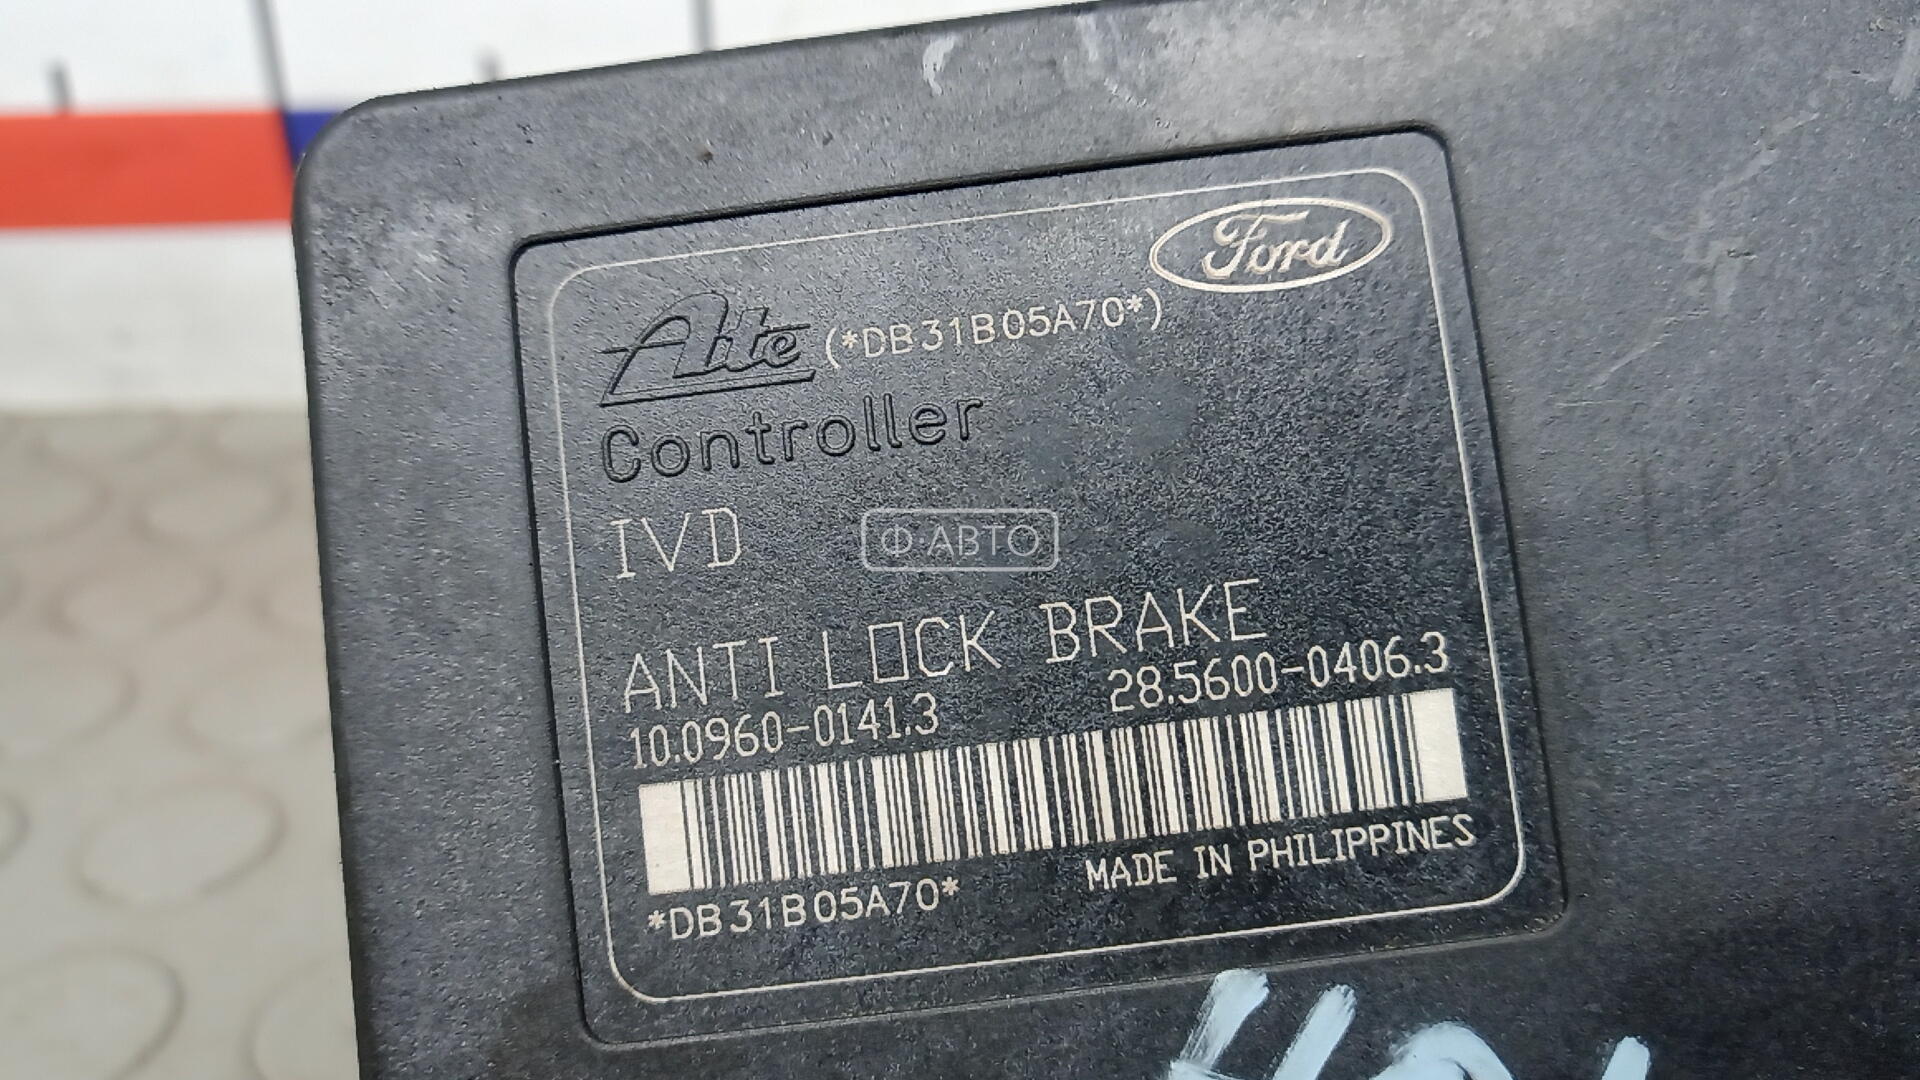 Ford
Ate (*DB31B05A70*)
Controller
IVD
Ф·АВТО
ANTI LOCK BRAKE
10.0960-0141.3 28.5600-0406.3
*DB31B05A70* MADE IN PHILIPPINES